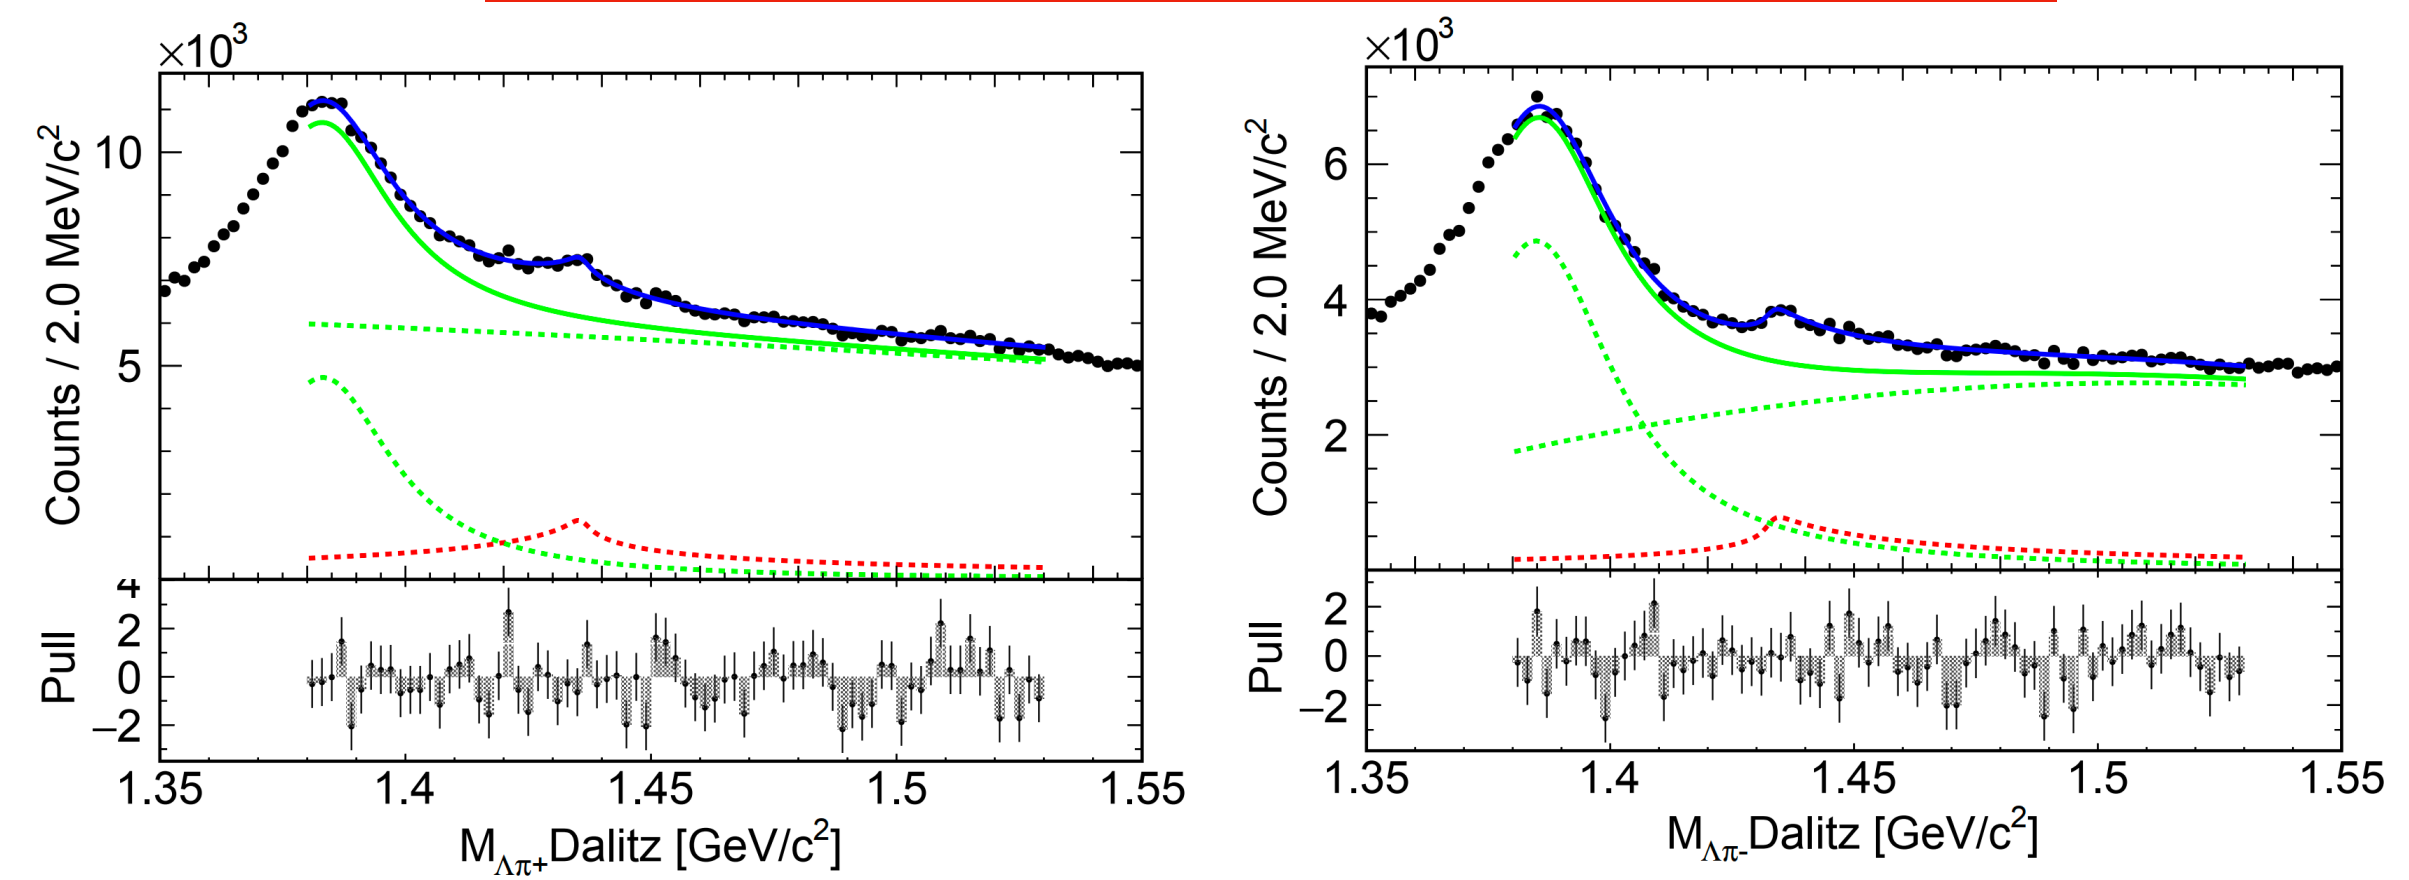 ×10³
Counts / 2.0 MeV/c²
10
5
Pull
4
2
0
−2
1.35 1.4 1.45 1.5 1.55
M_Λπ+ Dalitz [GeV/c²]
×10³
Counts / 2.0 MeV/c²
6
4
2
Pull
2
0
−2
1.35 1.4 1.45 1.5 1.55
M_Λπ- Dalitz [GeV/c²]